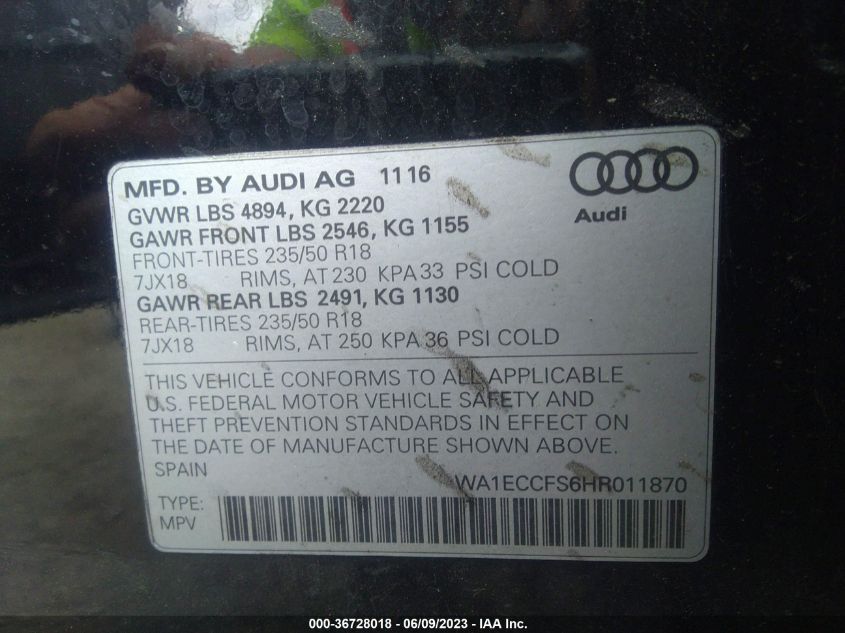 MFD. BY AUDI AG 11 16
Audi
GVWR LBS 4894, KG 2220
GAWR FRONT LBS 2546, KG 1155
FRONT-TIRES 235/50 R18
7JX18 RIMS, AT 230 KPA 33 PSI COLD
GAWR REAR LBS 2491, KG 1130
REAR-TIRES 235/50 R18
7JX18 RIMS, AT 250 KPA 36 PSI COLD
THIS VEHICLE CONFORMS TO ALL APPLICABLE
U.S. FEDERAL MOTOR VEHICLE SAFETY AND
THEFT PREVENTION STANDARDS IN EFFECT ON
THE DATE OF MANUFACTURE SHOWN ABOVE.
SPAIN
WA1ECCFS6HR011870
TYPE:
MPV
000-36728018 - 06/09/2023 - IAA Inc.